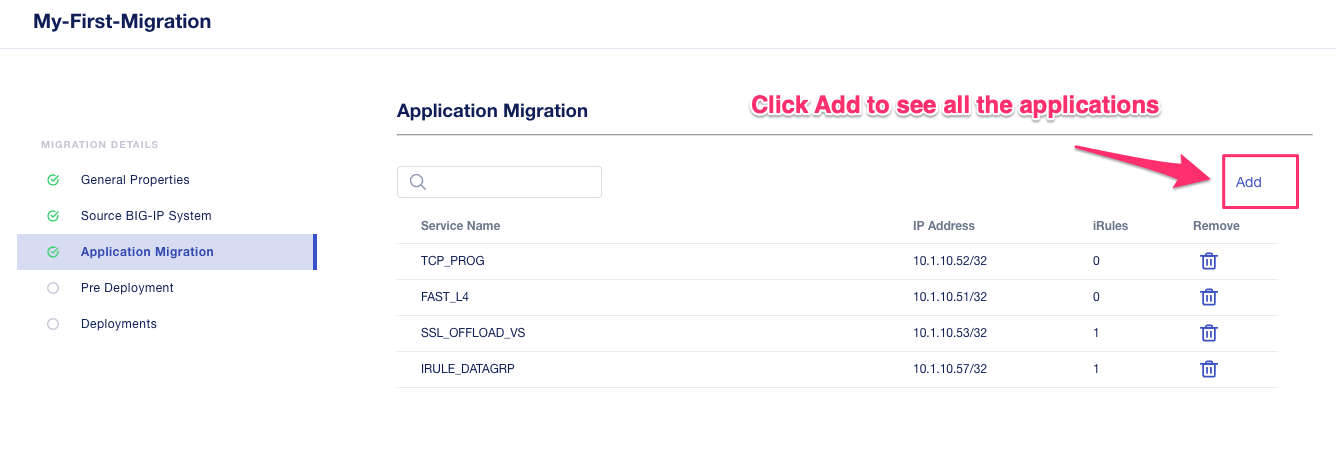 My-First-Migration
Application Migration
Click Add to see all the applications
MIGRATION DETAILS
General Properties
Source BIG-IP System
Application Migration
Pre Deployment
Deployments
Add
Service Name IP Address iRules Remove
TCP_PROG 10.1.10.52/32 0
FAST_L4 10.1.10.51/32 0
SSL_OFFLOAD_VS 10.1.10.53/32 1
IRULE_DATAGRP 10.1.10.57/32 1